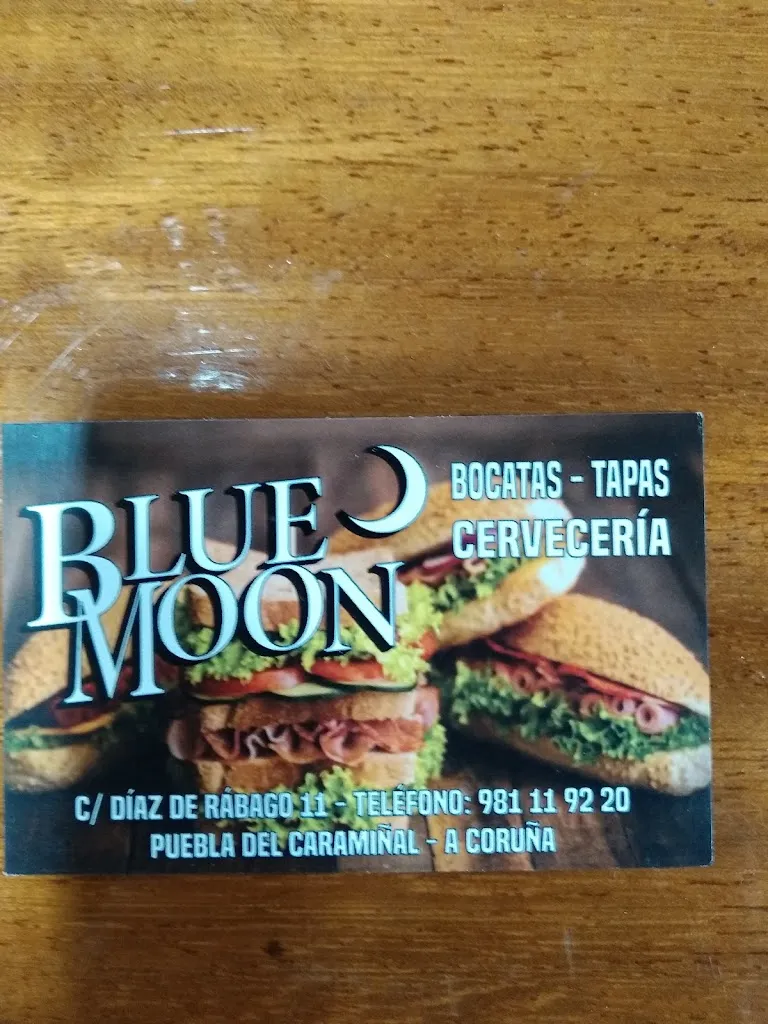 BLUE
MOON
BOCATAS - TAPAS
CERVECERÍA
C/ DÍAZ DE RÁBAGO 11 - TELÉFONO: 981 11 92 20
PUEBLA DEL CARAMIÑAL - A CORUÑA